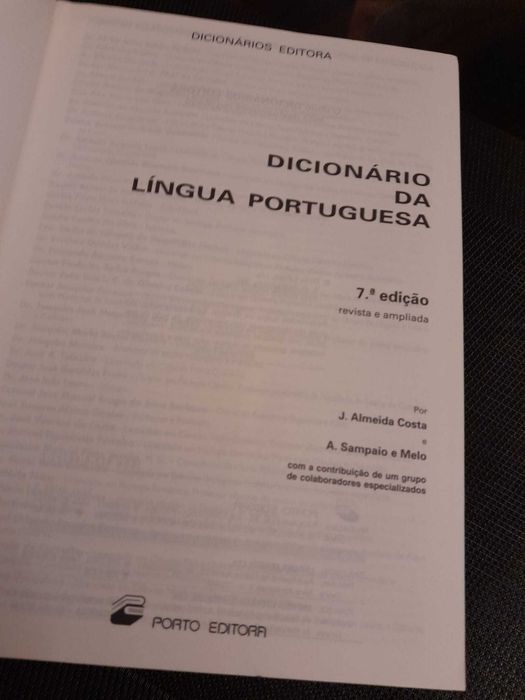 DICIONÁRIOS EDITORA
DICIONÁRIO
DA
LÍNGUA PORTUGUESA
7.ª edição
revista e ampliada
Por
J. Almeida Costa
e
A. Sampaio e Melo
com a contribuição de um grupo
de colaboradores especializados
PORTO EDITORA